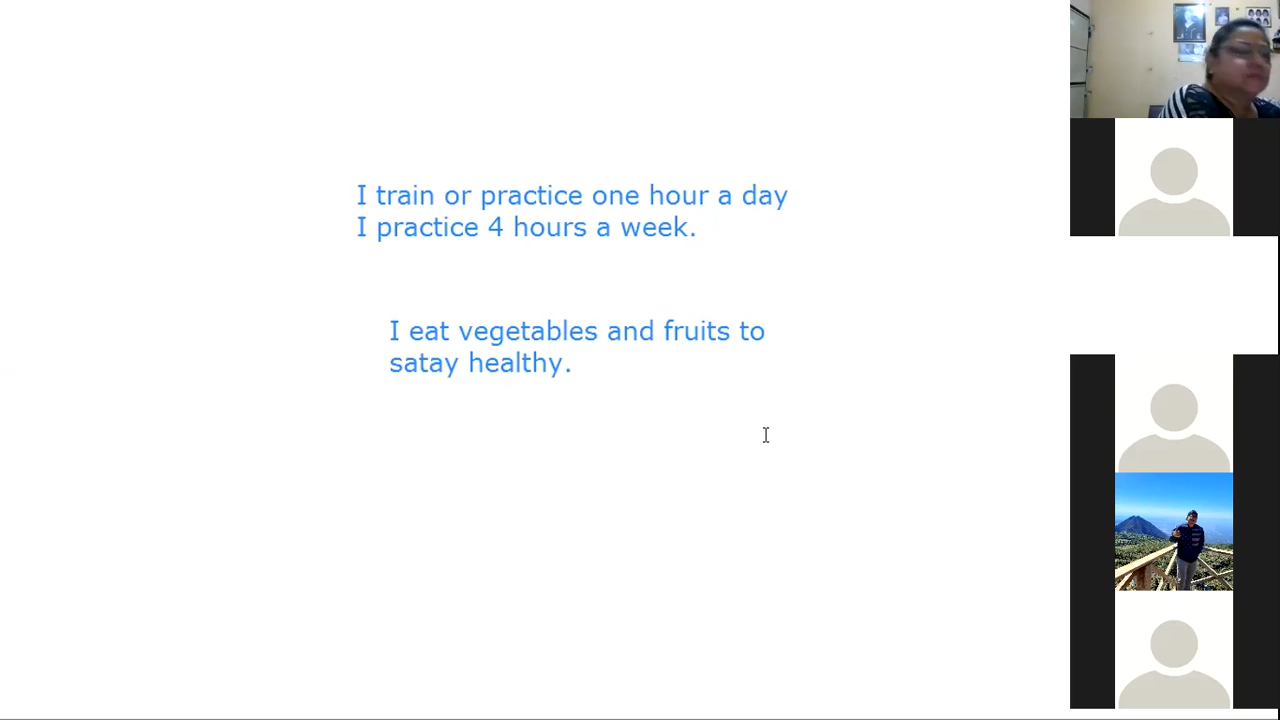 I train or practice one hour a day
I practice 4 hours a week.
I eat vegetables and fruits to
satay healthy.